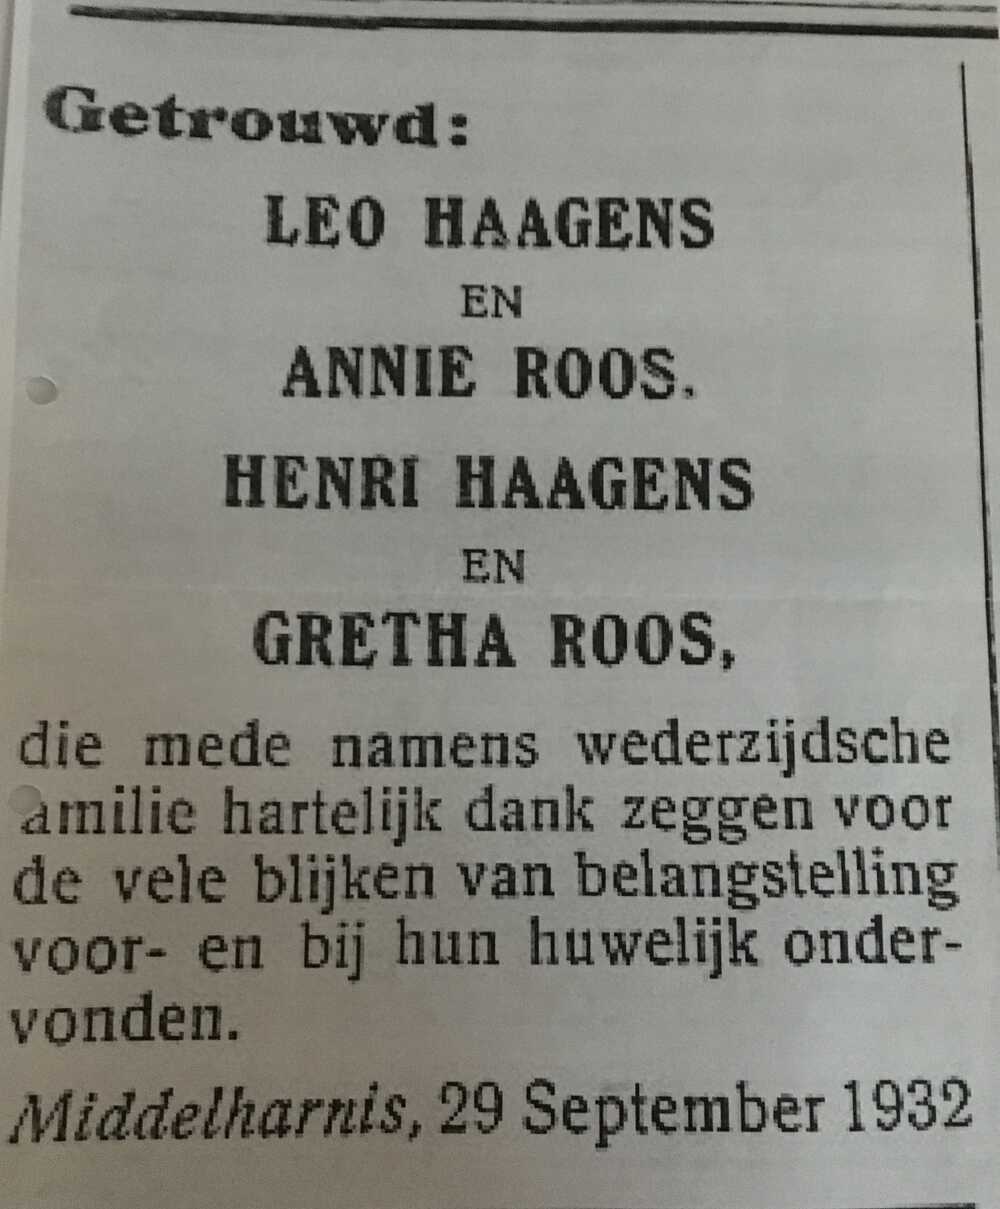 Getrouwd:
LEO HAAGENS
EN
ANNIE ROOS.
HENRI HAAGENS
EN
GRETHA ROOS,
die mede namens wederzijdsche
amilie hartelijk dank zeggen voor
de vele blijken van belangstelling
voor- en bij hun huwelijk onder-
vonden.
Middelharnis, 29 September 1932